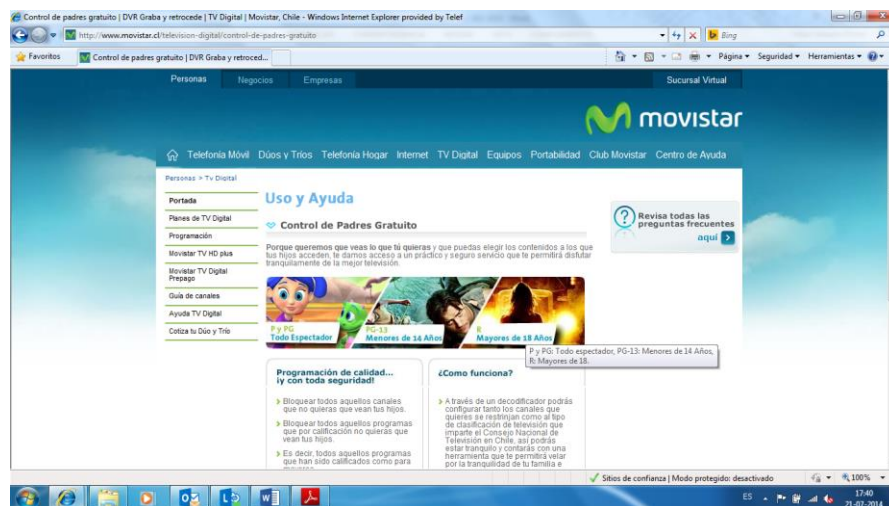 Control de padres gratuito | DVR Graba y retrocede | TV Digital | Movistar, Chile - Windows Internet Explorer provided by Telef
http://www.movistar.cl/television-digital/control-de-padres-gratuito
Bing
Favoritos
Control de padres gratuito | DVR Graba y retroced...
Página
Seguridad
Herramientas
Personas Negocios Empresas Sucursal Virtual
movistar
Telefonía Móvil Dúos y Tríos Telefonía Hogar Internet TV Digital Equipos Portabilidad Club Movistar Centro de Ayuda
Personas > Tv Digital
Portada
Planes de TV Digital
Programación
Movistar TV HD plus
Movistar TV Digital
Prepago
Guía de canales
Ayuda TV Digital
Cotiza tu Dúo y Trío
Uso y Ayuda
Control de Padres Gratuito
Porque queremos que veas lo que tú quieras y que puedas elegir los contenidos a los que
tus hijos acceden, te damos acceso a un práctico y seguro servicio que te permitirá disfutar
tranquilamente de la mejor televisión.
P y PG
Todo Espectador
PG-13
Menores de 14 Años
R
Mayores de 18 Años
P y PG: Todo espectador, PG-13: Menores de 14 Años,
R: Mayores de 18.
Revisa todas las
preguntas frecuentes
aquí
Programación de calidad...
¡y con toda seguridad!
Bloquear todos aquellos canales
que no quieras que vean tus hijos.
Bloquear todos aquellos programas
que por calificación no quieras que
vean tus hijos.
Es decir, todos aquellos programas
que han sido calificados como para
¿Como funciona?
A través de un decodificador podrás
configurar tanto los canales que
quieres se restrinjan como al tipo
de clasificación de televisión que
imparte el Consejo Nacional de
Televisión en Chile, así podrás
estar tranquilo y contarás con una
herramienta que te permitirá velar
por la tranquilidad de tu familia e
Sitios de confianza | Modo protegido: desactivado
100%
ES
17:40
21-07-2014